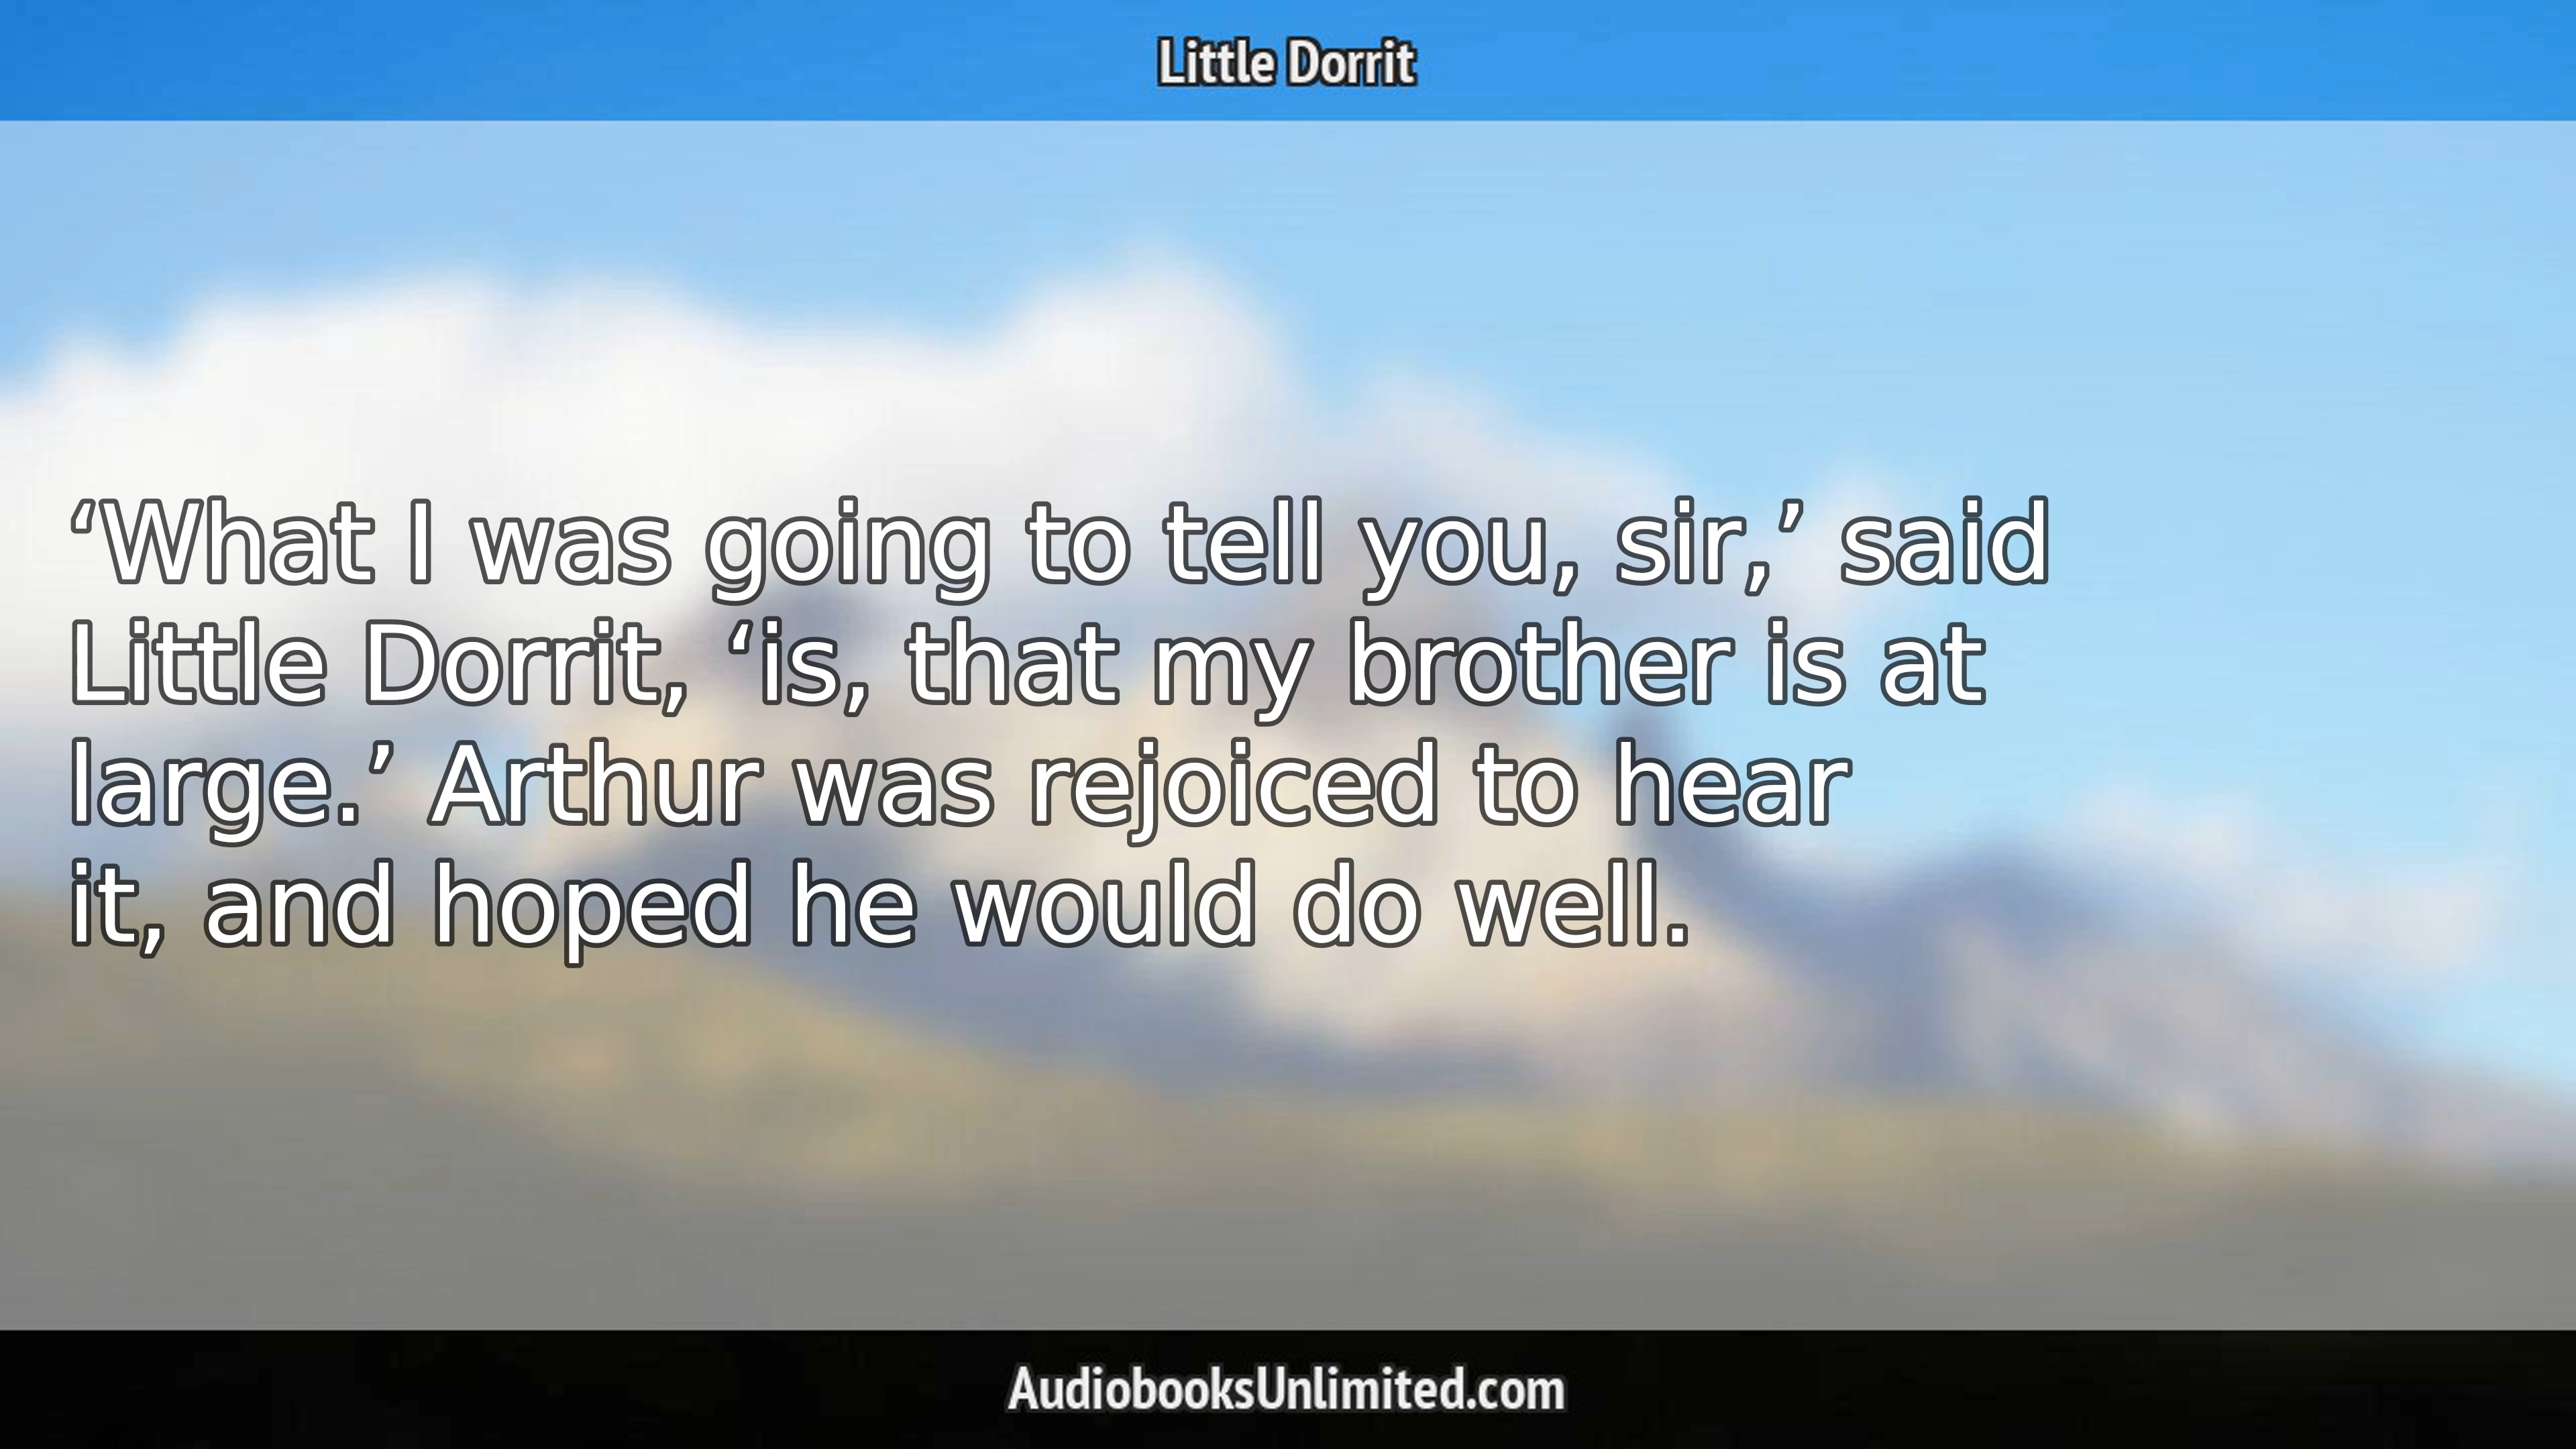 Little Dorrit
‘What I was going to tell you, sir,’ said
Little Dorrit, ‘is, that my brother is at
large.’ Arthur was rejoiced to hear
it, and hoped he would do well.
AudiobooksUnlimited.com